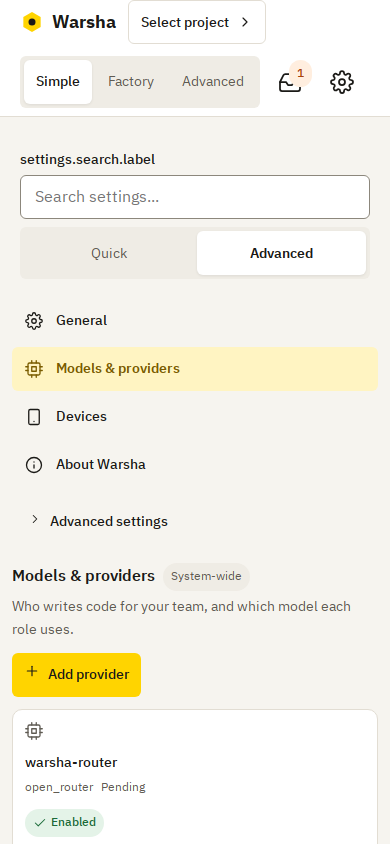 Warsha
Select project
Simple
Factory
Advanced
1
settings.search.label
Search settings...
Quick
Advanced
General
Models & providers
Devices
About Warsha
Advanced settings
Models & providers
System-wide
Who writes code for your team, and which model each
role uses.
Add provider
warsha-router
open_router Pending
Enabled